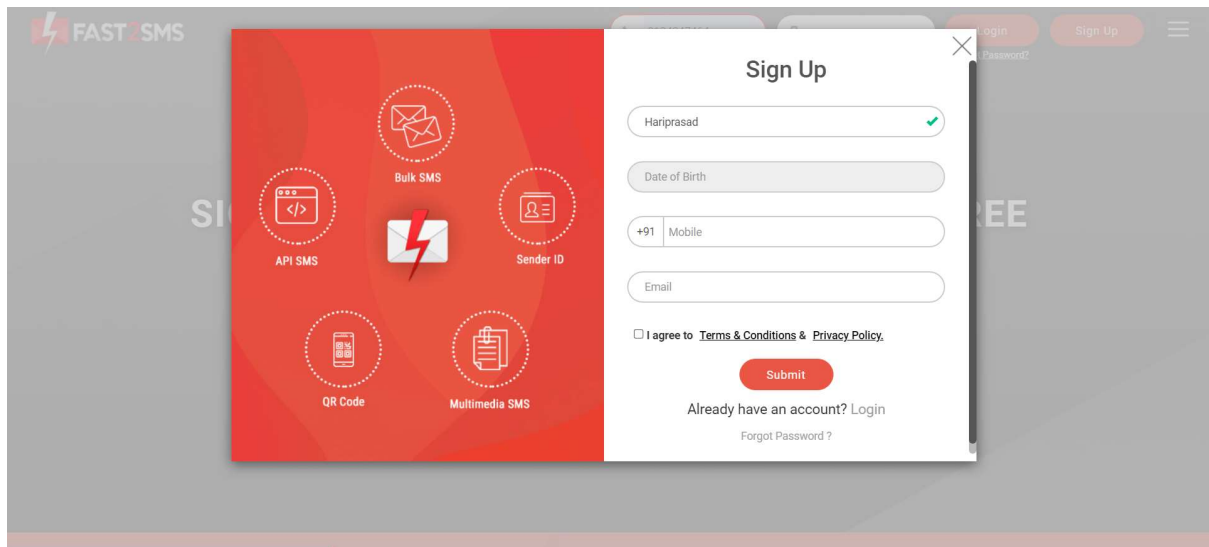 FAST2SMS
Login
Sign Up
Password?
Sign Up
Hariprasad
Date of Birth
+91 Mobile
Email
I agree to Terms & Conditions & Privacy Policy.
Submit
Already have an account? Login
Forgot Password ?
Bulk SMS
API SMS
Sender ID
QR Code
Multimedia SMS
SI
REE